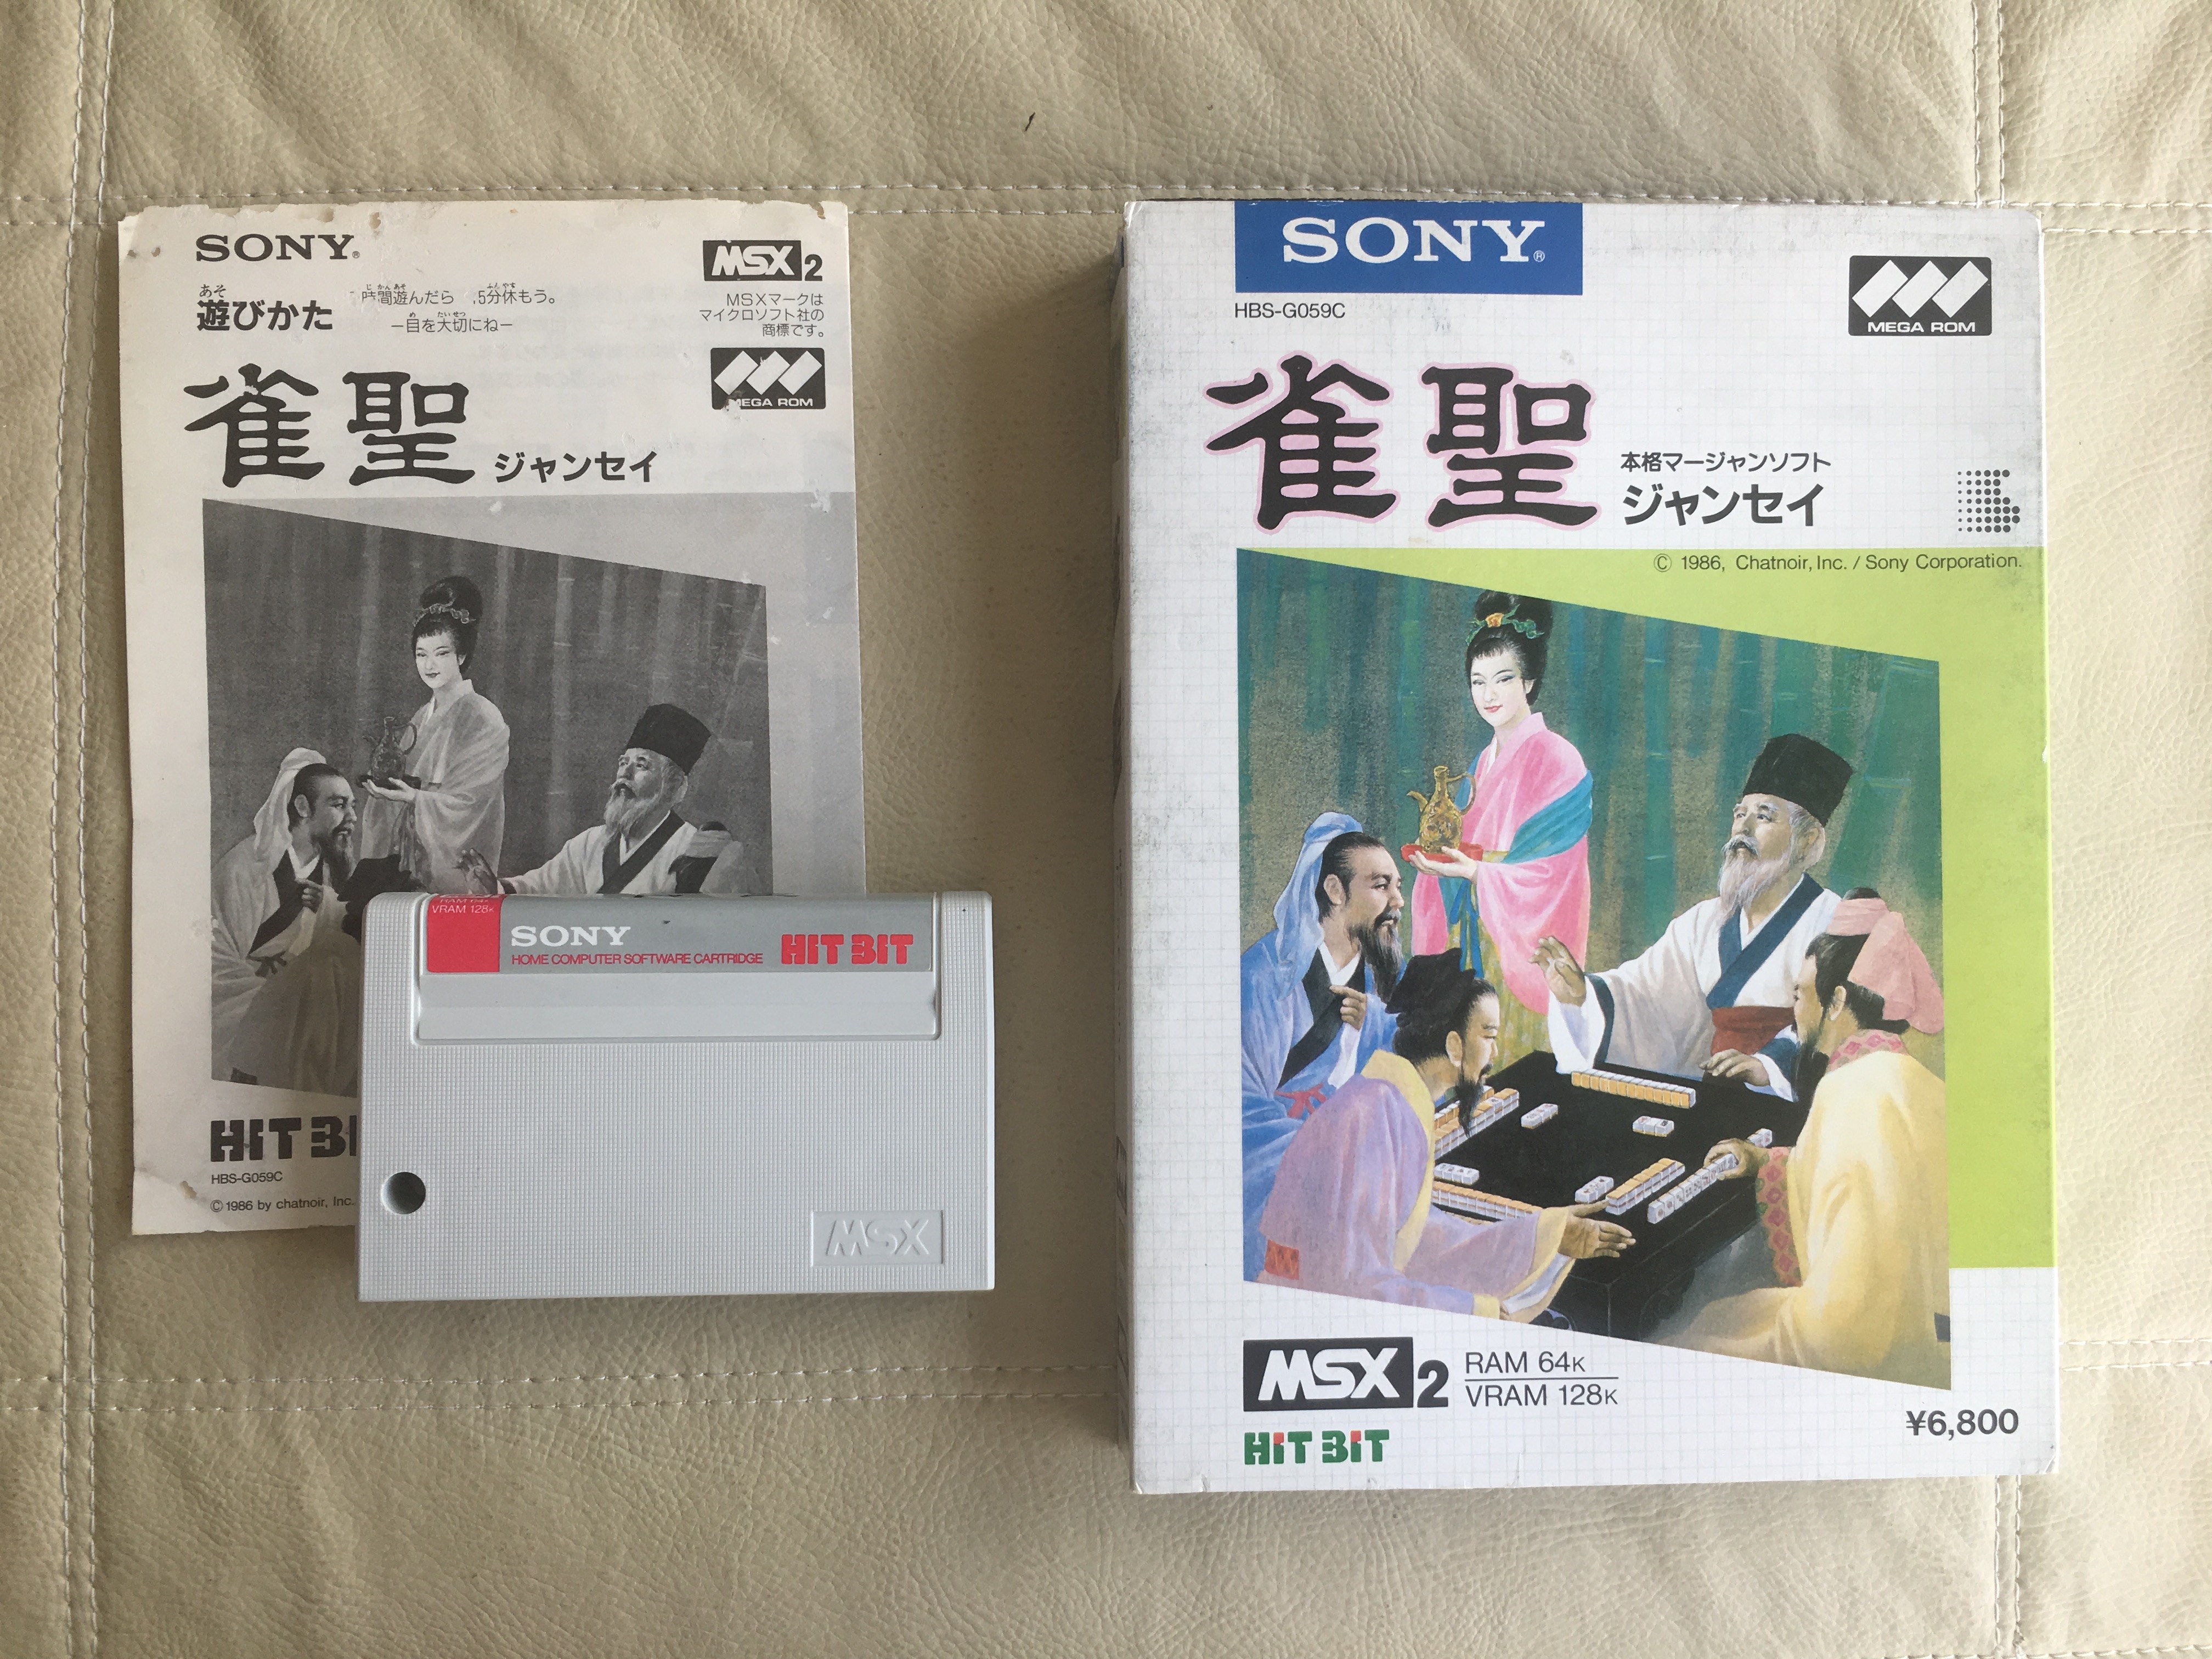 SONY®
あそ
遊びかた
時間遊んだら
5分休もう。
ー目を大切にねー
MSX2
MSXマークは
マイクロソフト社の
商標です。
MEGA ROM
雀聖
ジャンセイ
HIT BI
HBS-G059C
©1986 by chatnoir, Inc.
VRAM 128K
SONY
HOME COMPUTER SOFTWARE CARTRIDGE
HIT BIT
MSX
SONY®
HBS-G059C
MEGA ROM
雀聖
本格マージャンソフト
ジャンセイ
© 1986, Chatnoir, Inc. / Sony Corporation.
MSX2
RAM 64K
VRAM 128K
HIT BIT
¥6,800